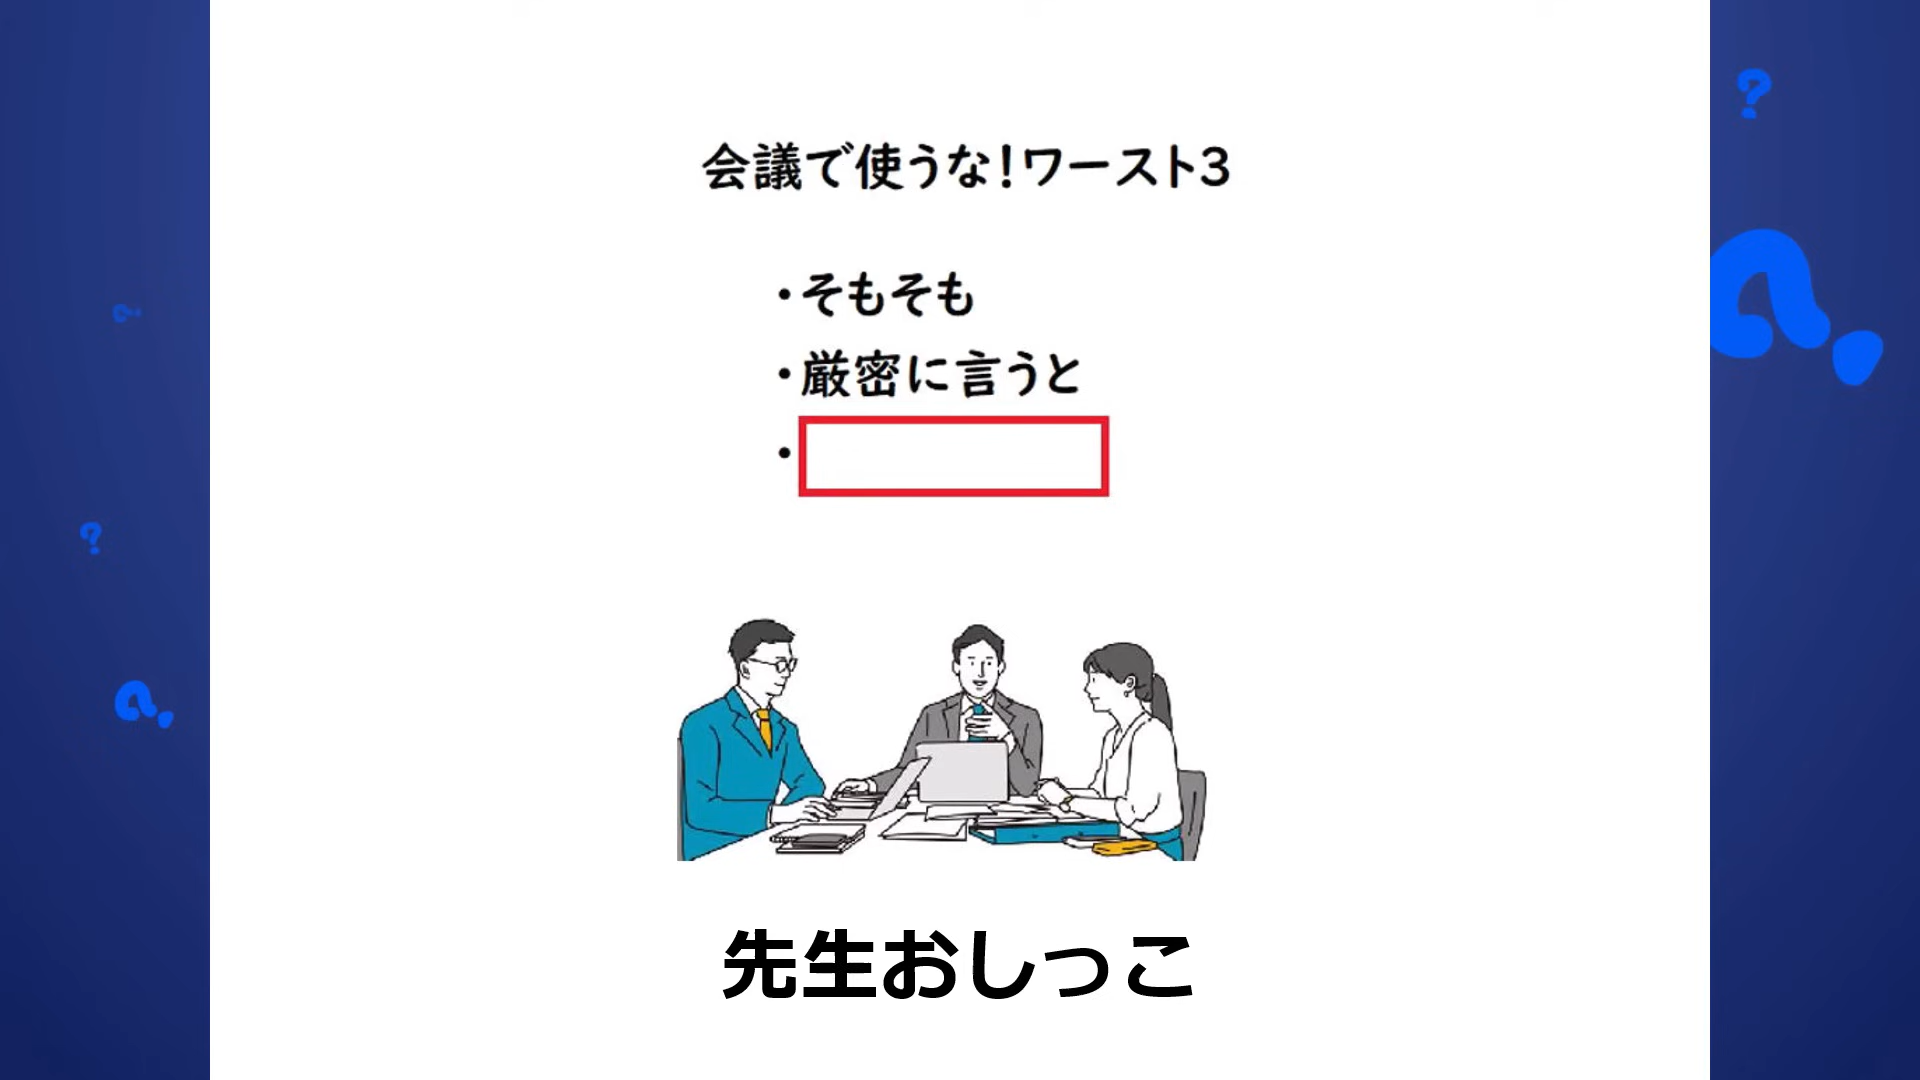 会議で使うな!ワースト3
・そもそも
・厳密に言うと
・
先生おしっこ